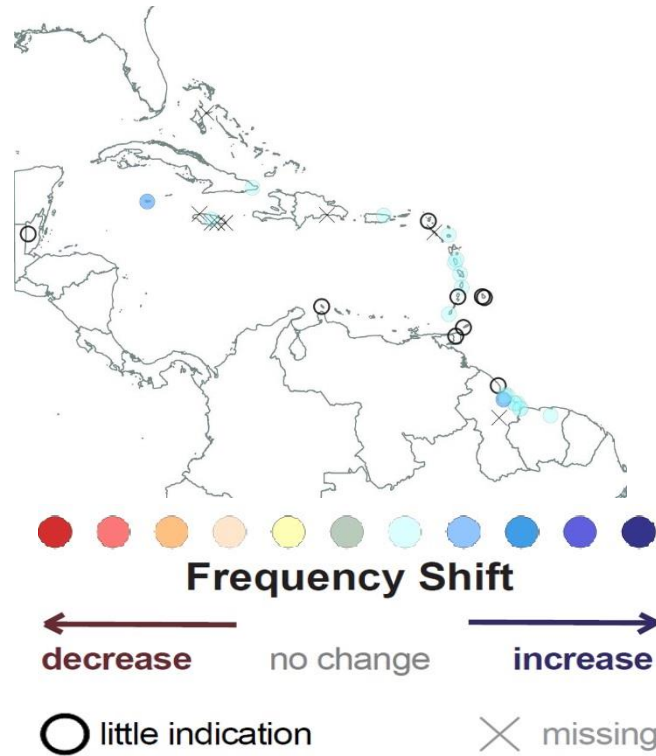 Frequency Shift
decrease no change increase
little indication missing